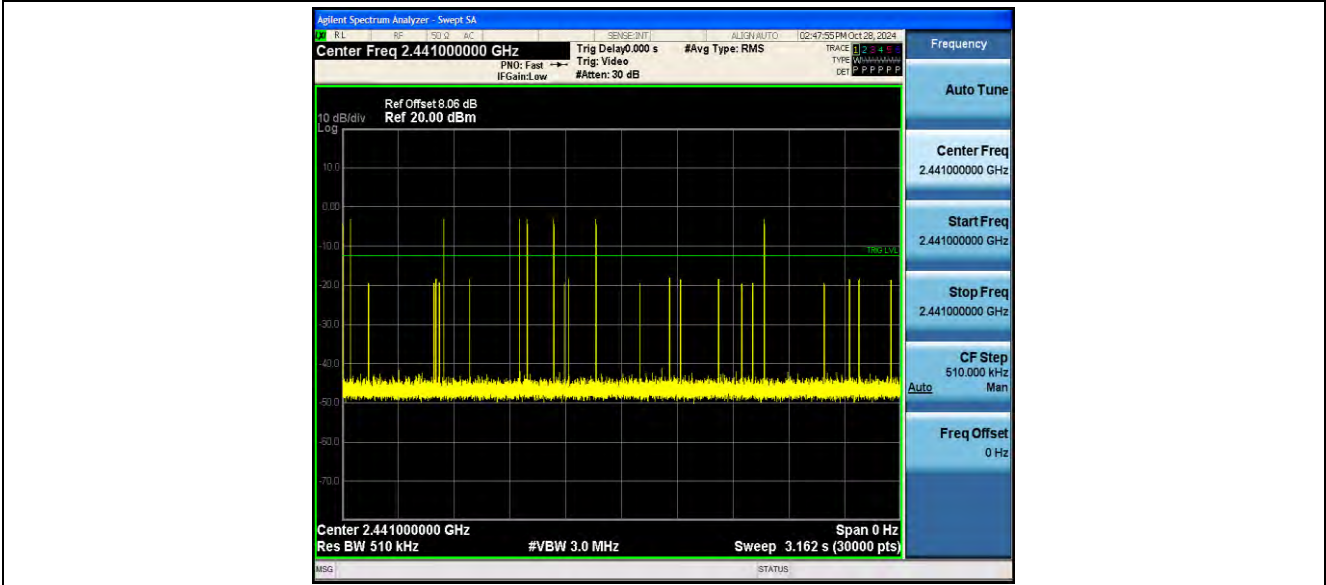 Agilent Spectrum Analyzer - Swept SA
RL RF 50 Ω AC SENSE:INT ALIGN AUTO 02:47:55 PM Oct 28, 2024
Center Freq 2.441000000 GHz
PNO: Fast
IFGain:Low
Trig Delay0.000 s
Trig: Video
#Atten: 30 dB
#Avg Type: RMS
TRACE 1 2 3 4 5 6
TYPE W
DET P P P P P P
Ref Offset 8.06 dB
10 dB/div Ref 20.00 dBm
Log
10.0
0.00
-10.0
TRIG LVL
-20.0
-30.0
-40.0
-50.0
-60.0
-70.0
Center 2.441000000 GHz Span 0 Hz
Res BW 510 kHz #VBW 3.0 MHz Sweep 3.162 s (30000 pts)
MSG STATUS
Frequency
Auto Tune
Center Freq
2.441000000 GHz
Start Freq
2.441000000 GHz
Stop Freq
2.441000000 GHz
CF Step
510.000 kHz
Auto Man
Freq Offset
0 Hz